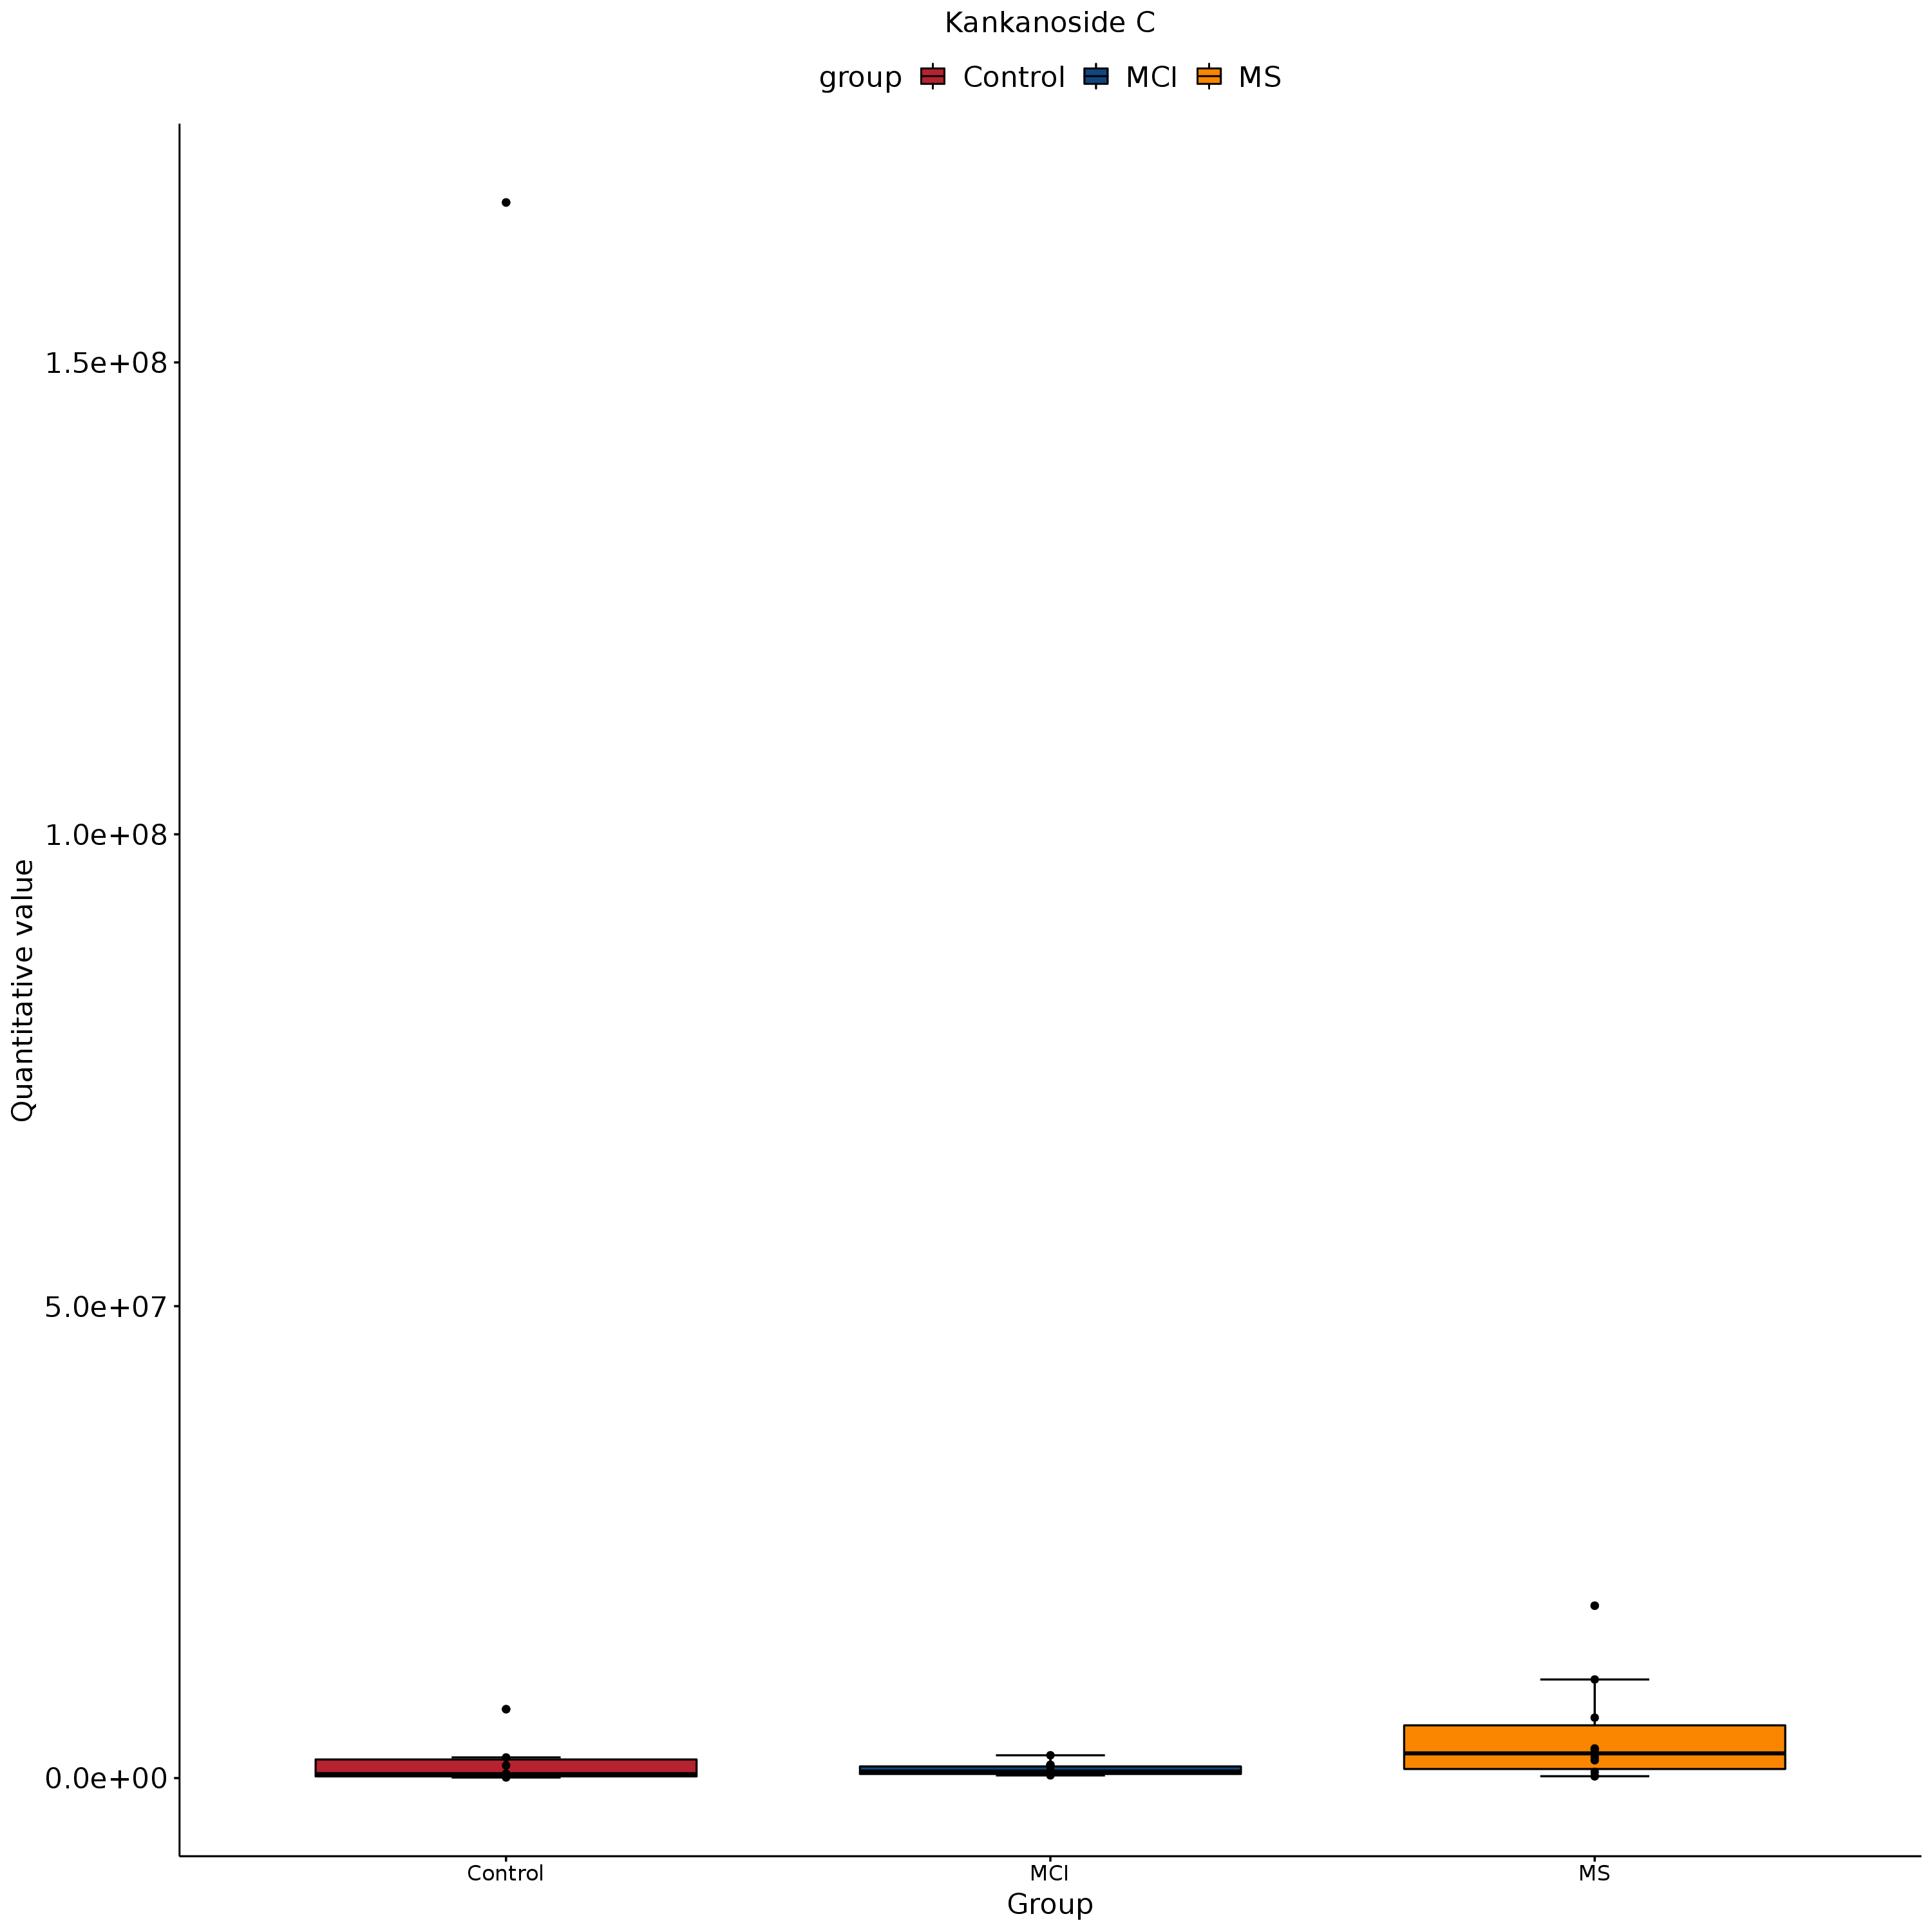 Kankanoside C
group Control MCI MS
1.5e+08
1.0e+08
5.0e+07
0.0e+00
Quantitative value
Control MCI MS
Group